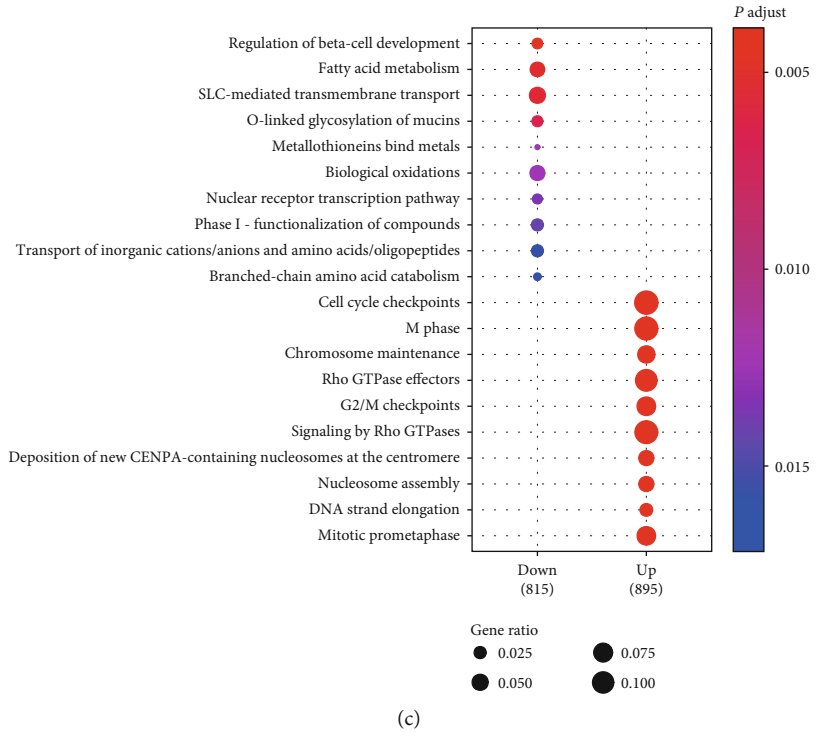 P adjust
Regulation of beta-cell development
Fatty acid metabolism
SLC-mediated transmembrane transport
O-linked glycosylation of mucins
Metallothioneins bind metals
Biological oxidations
Nuclear receptor transcription pathway
Phase I - functionalization of compounds
Transport of inorganic cations/anions and amino acids/oligopeptides
Branched-chain amino acid catabolism
Cell cycle checkpoints
M phase
Chromosome maintenance
Rho GTPase effectors
G2/M checkpoints
Signaling by Rho GTPases
Deposition of new CENPA-containing nucleosomes at the centromere
Nucleosome assembly
DNA strand elongation
Mitotic prometaphase
0.005
0.010
0.015
Down
(815)
Up
(895)
Gene ratio
0.025
0.075
0.050
0.100
(c)